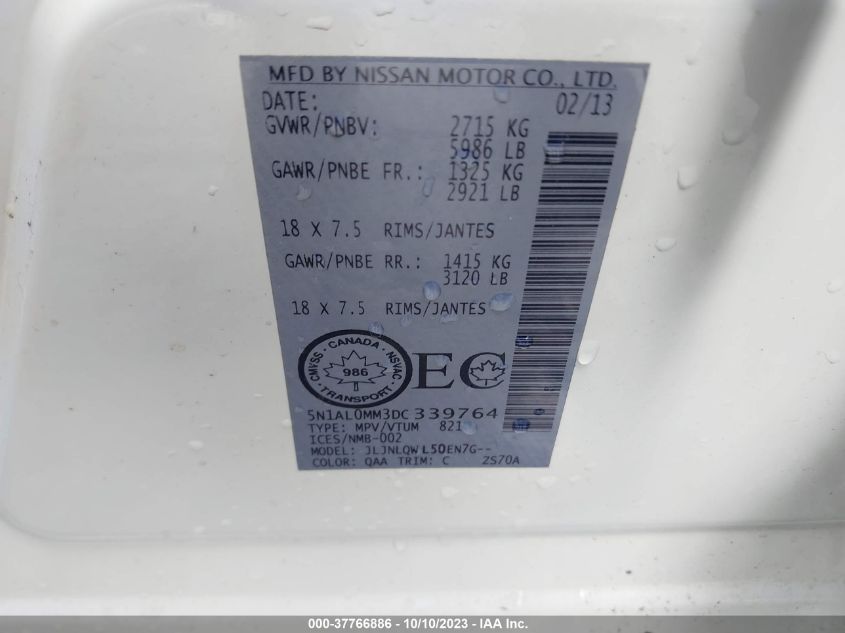 MFD BY NISSAN MOTOR CO., LTD.
DATE: 02/13
GVWR/PNBV: 2715 KG
5986 LB
GAWR/PNBE FR.: 1325 KG
2921 LB
18 X 7.5 RIMS/JANTES
GAWR/PNBE RR.: 1415 KG
3120 LB
18 X 7.5 RIMS/JANTES
CMVSS · CANADA · NSVAC
986
· TRANSPORT ·
EC
5N1AL0MM3DC339764
TYPE: MPV/VTUM 821
ICES/NMB-002
MODEL: JLJNLQWL50EN7G--
COLOR: QAA TRIM: C 2S70A
000-37766886 - 10/10/2023 - IAA Inc.